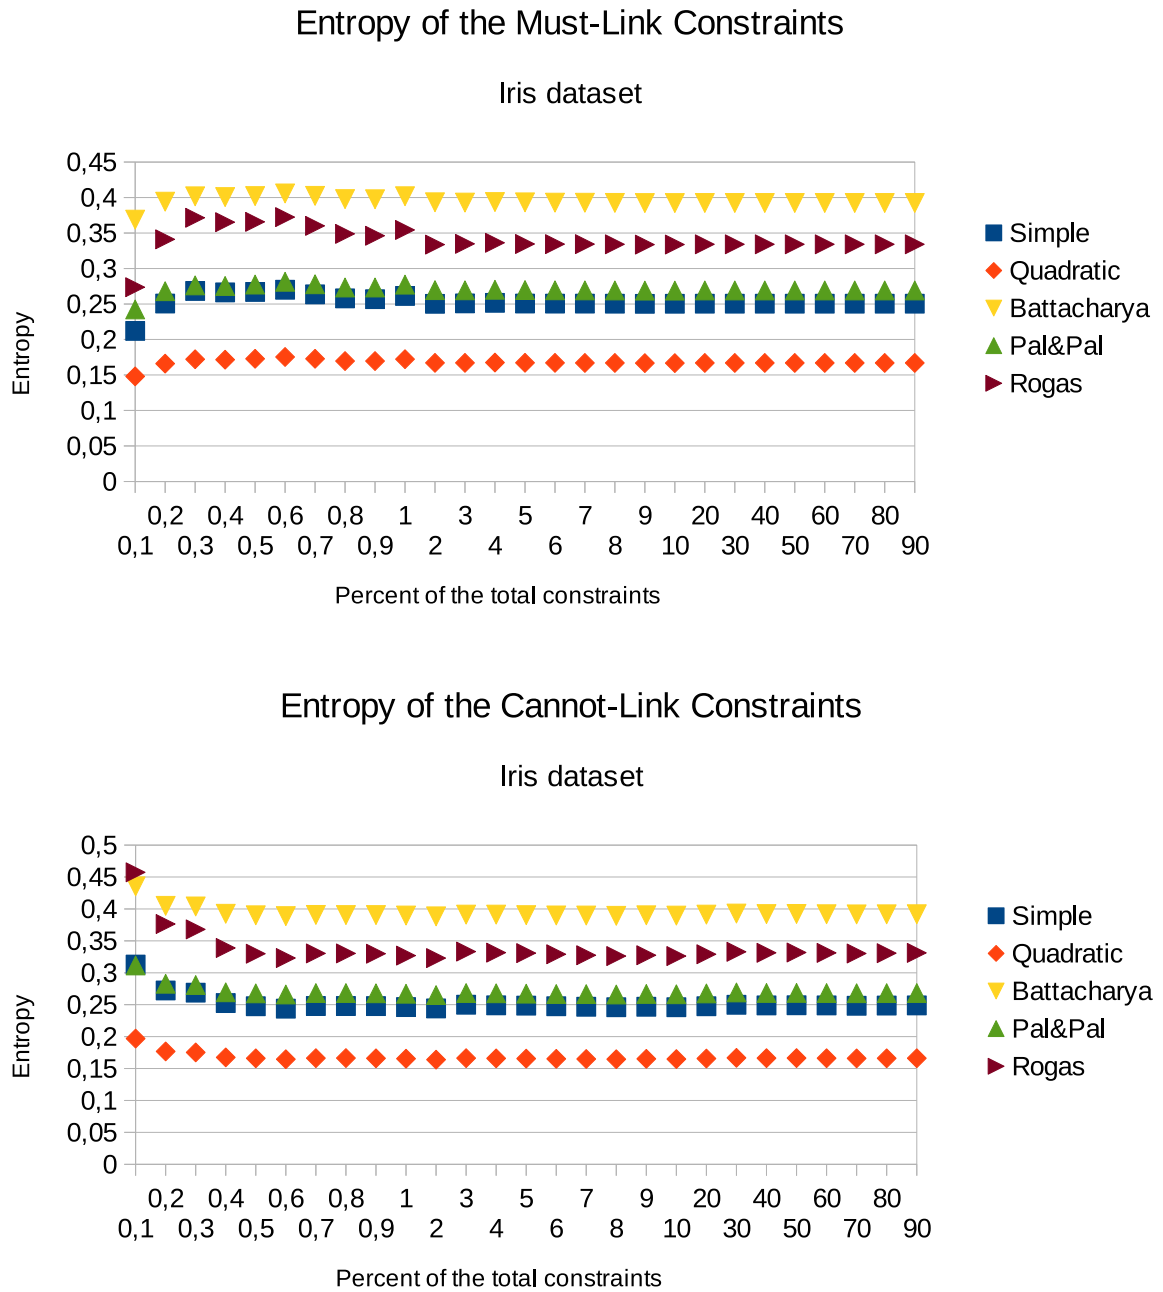 Entropy of the Must-Link Constraints
Iris dataset
0,45
0,4
0,35
0,3
0,25
0,2
0,15
0,1
0,05
0
Entropy
0,2 0,4 0,6 0,8 1 3 5 7 9 20 40 60 80
0,1 0,3 0,5 0,7 0,9 2 4 6 8 10 30 50 70 90
Percent of the total constraints
Simple
Quadratic
Battacharya
Pal&Pal
Rogas
Entropy of the Cannot-Link Constraints
Iris dataset
0,5
0,45
0,4
0,35
0,3
0,25
0,2
0,15
0,1
0,05
0
Entropy
0,2 0,4 0,6 0,8 1 3 5 7 9 20 40 60 80
0,1 0,3 0,5 0,7 0,9 2 4 6 8 10 30 50 70 90
Percent of the total constraints
Simple
Quadratic
Battacharya
Pal&Pal
Rogas